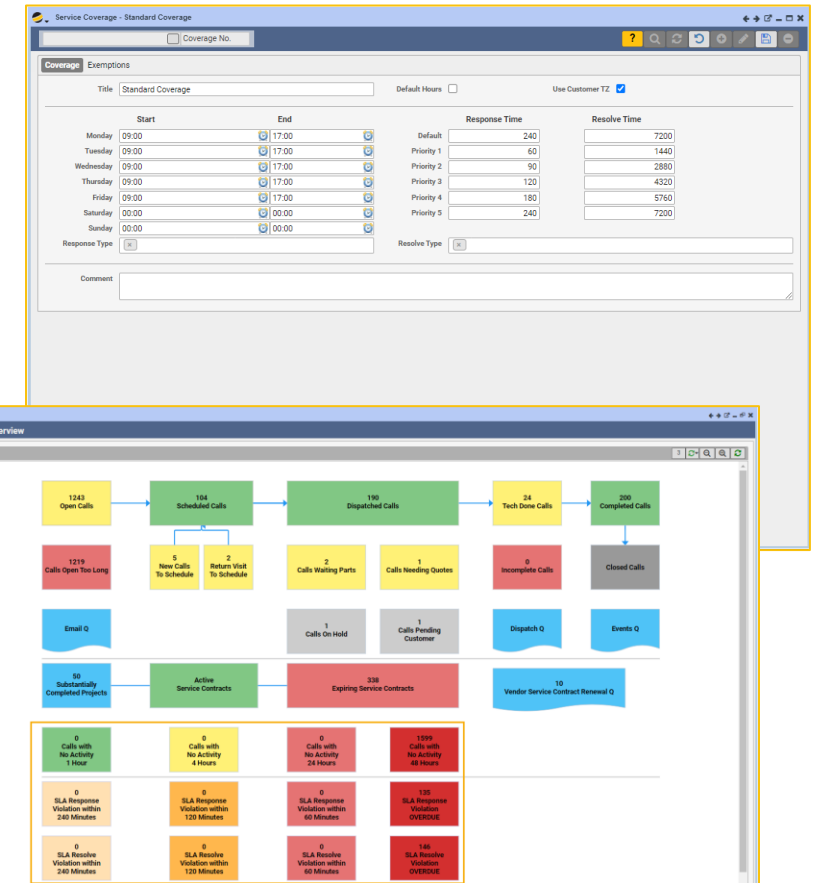 Service Coverage - Standard Coverage
Coverage No.
?
Coverage Exemptions
Title Standard Coverage Default Hours Use Customer TZ
Start End Response Time Resolve Time
Monday 09:00 17:00 Default 240 7200
Tuesday 09:00 17:00 Priority 1 60 1440
Wednesday 09:00 17:00 Priority 2 90 2880
Thursday 09:00 17:00 Priority 3 120 4320
Friday 09:00 17:00 Priority 4 180 5760
Saturday 00:00 00:00 Priority 5 240 7200
Sunday 00:00 00:00
Response Type × Resolve Type ×
Comment
erview
3
1243
Open Calls
104
Scheduled Calls
190
Dispatched Calls
24
Tech Done Calls
200
Completed Calls
1219
Calls Open Too Long
5
New Calls
To Schedule
2
Return Visit
To Schedule
2
Calls Waiting Parts
1
Calls Needing Quotes
0
Incomplete Calls
Closed Calls
Email Q
1
Calls On Hold
1
Calls Pending
Customer
Dispatch Q
Events Q
50
Substantially
Completed Projects
Active
Service Contracts
338
Expiring Service Contracts
10
Vendor Service Contract Renewal Q
0
Calls with
No Activity
1 Hour
0
Calls with
No Activity
4 Hours
0
Calls with
No Activity
24 Hours
1599
Calls with
No Activity
48 Hours
0
SLA Response
Violation within
240 Minutes
0
SLA Response
Violation within
120 Minutes
0
SLA Response
Violation within
60 Minutes
135
SLA Response
Violation
OVERDUE
0
SLA Resolve
Violation within
240 Minutes
0
SLA Resolve
Violation within
120 Minutes
0
SLA Resolve
Violation within
60 Minutes
146
SLA Resolve
Violation
OVERDUE